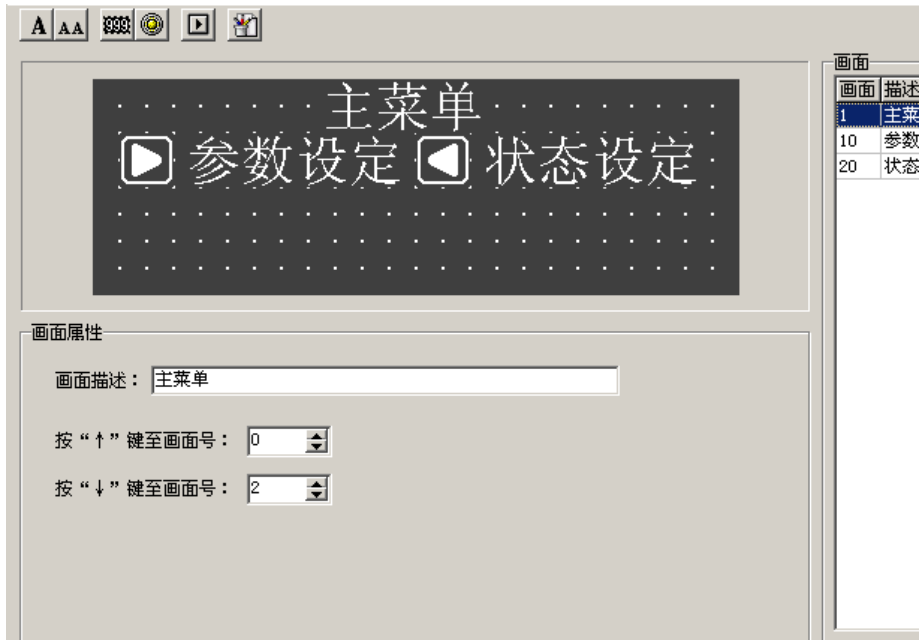 A AA 999
主菜单
参数设定 状态设定
画面属性
画面描述： 主菜单
按“↑”键至画面号： 0
按“↓”键至画面号： 2
画面
画面 描述
1 主菜
10 参数
20 状态